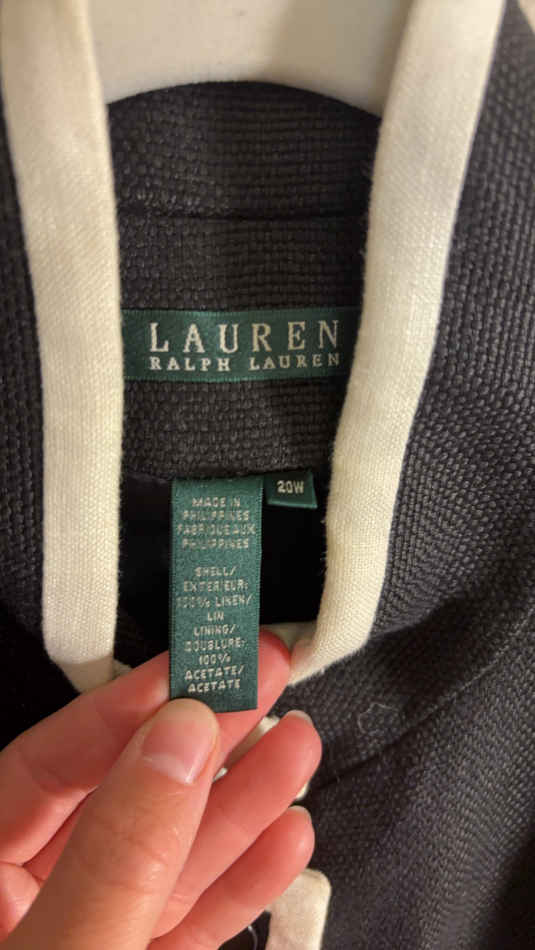 LAUREN
RALPH LAUREN
20W
MADE IN
PHILIPPINES
FABRIQUE AUX
PHILIPPINES
SHELL/
EXTERIEUR:
100% LINEN/
LIN
LINING/
DOUBLURE:
100%
ACETATE/
ACETATE